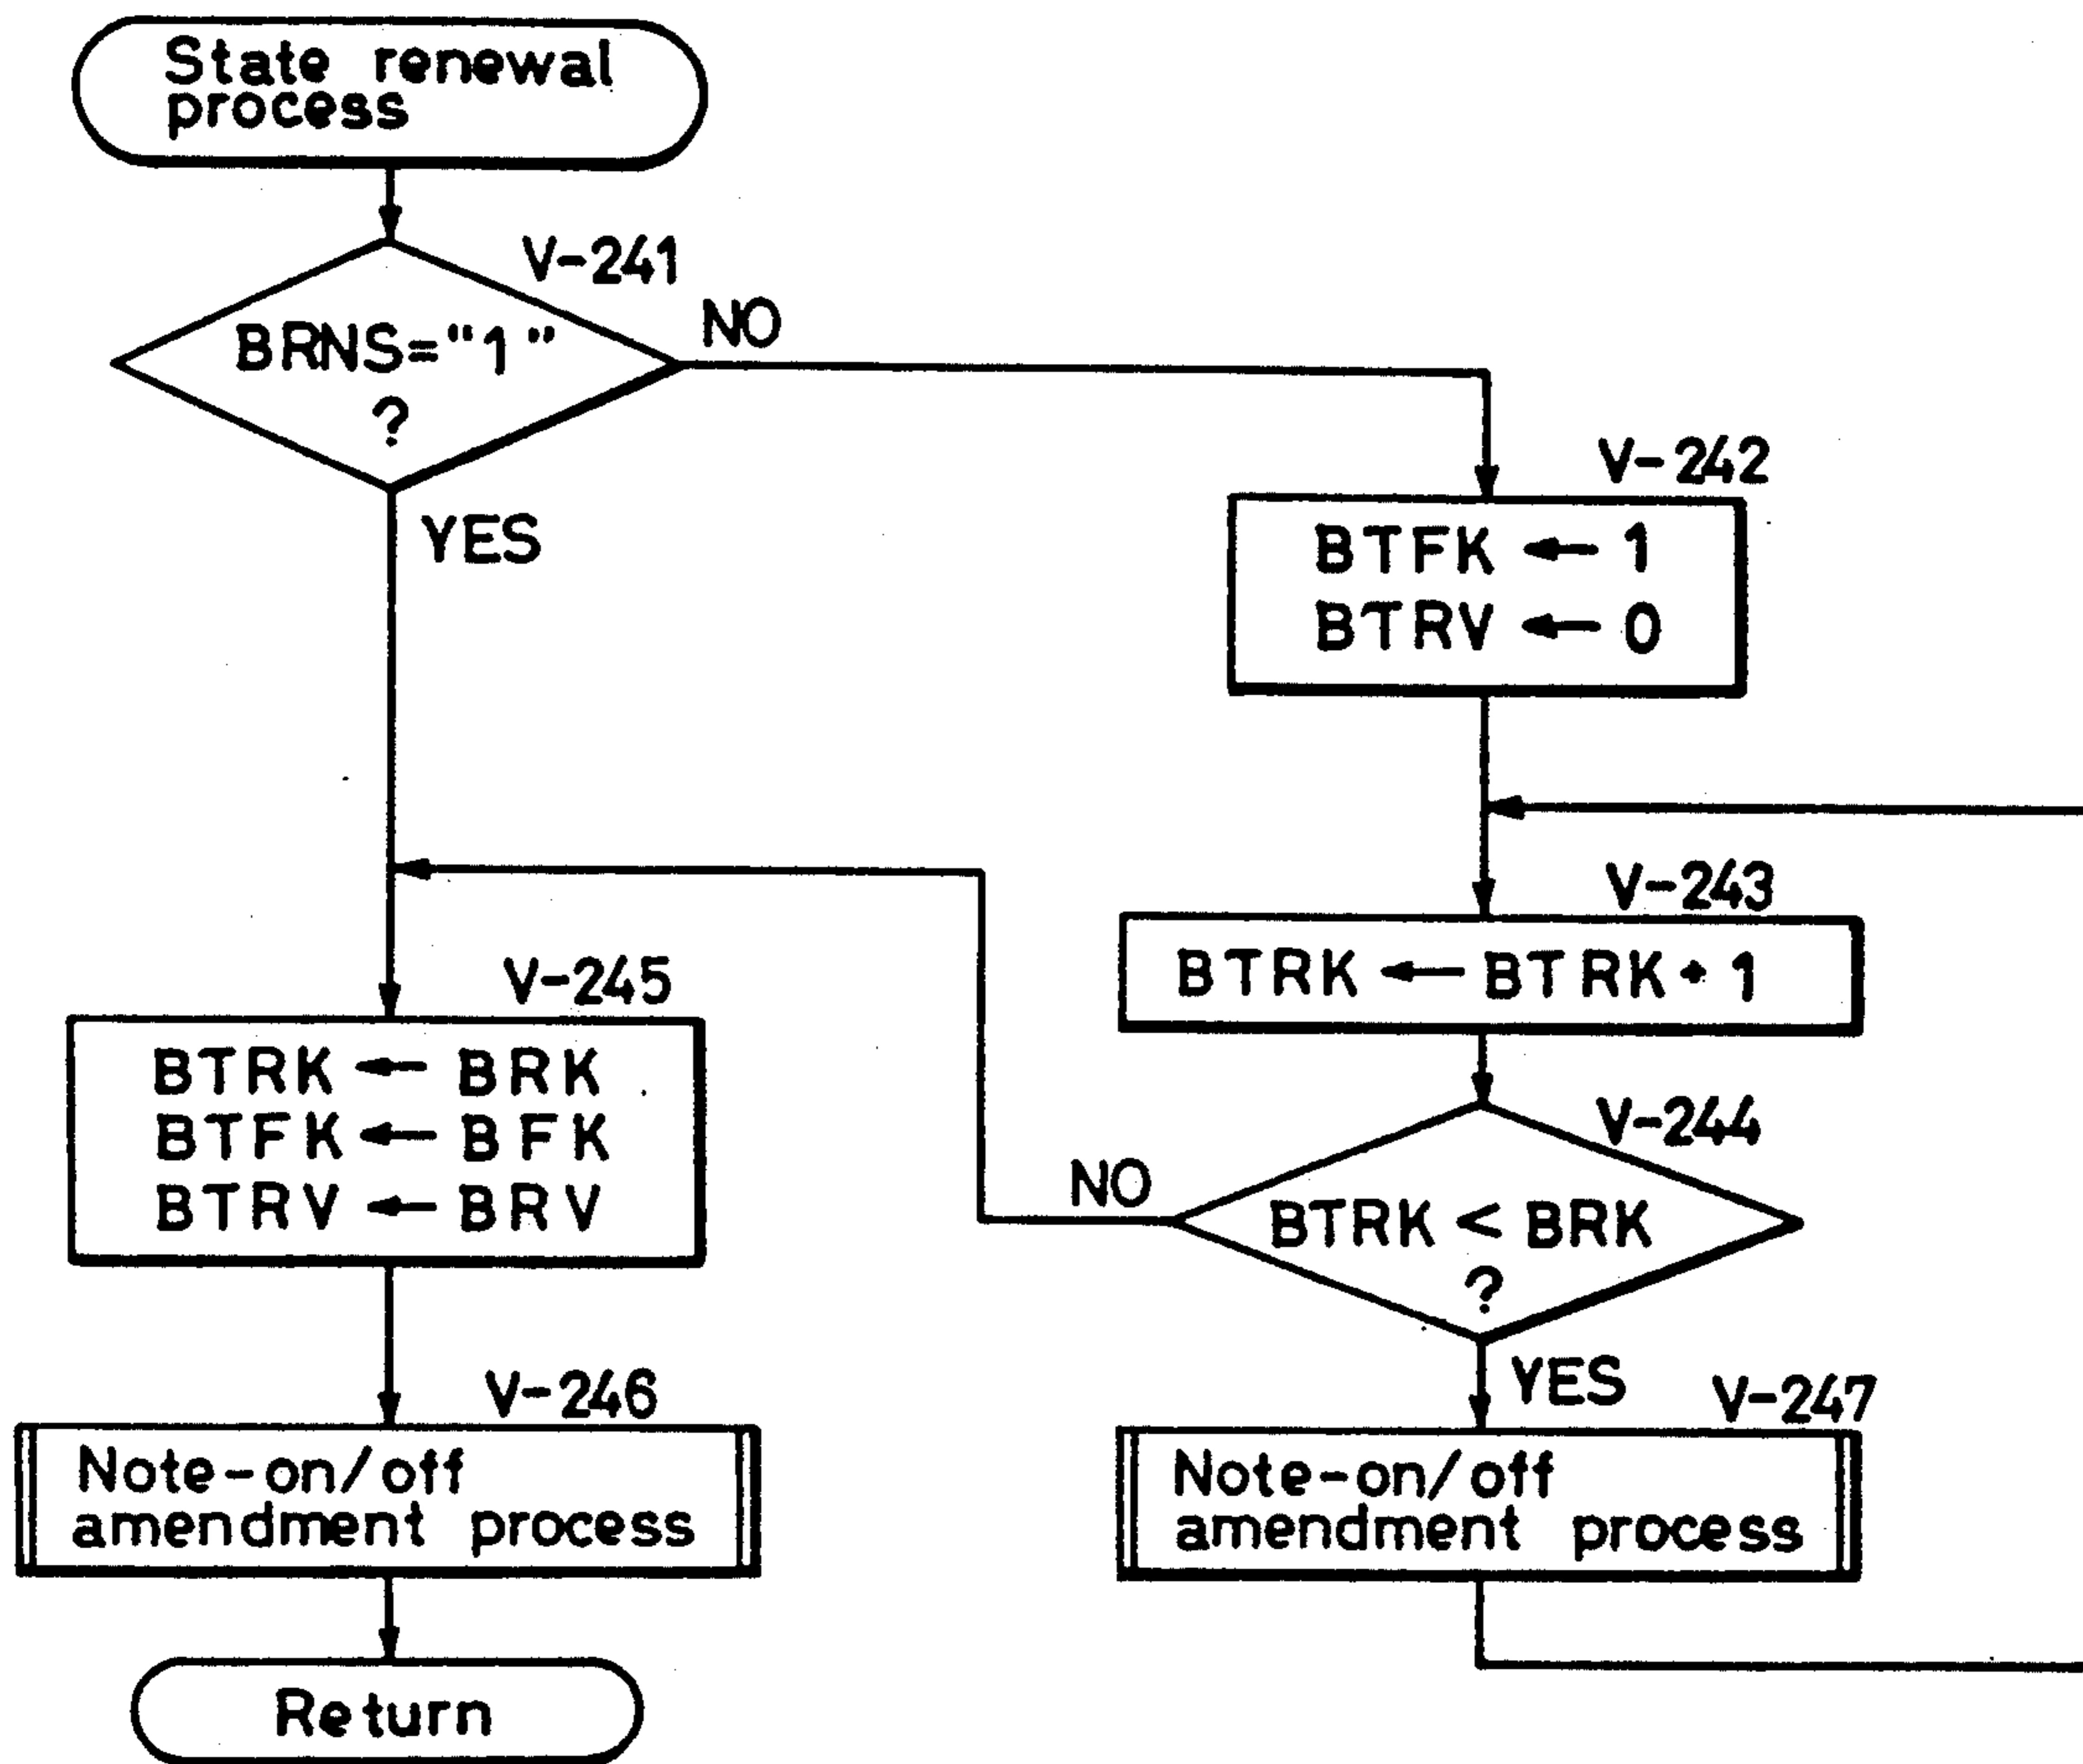 State renewal
process
V-241
BRNS="1"
?
NO
YES
V-242
BTFK ← 1
BTRV ← 0
V-243
BTRK ← BTRK + 1
V-244
BTRK < BRK
?
NO
YES
V-245
BTRK ← BRK
BTFK ← BFK
BTRV ← BRV
V-246
Note-on/off
amendment process
V-247
Note-on/off
amendment process
Return